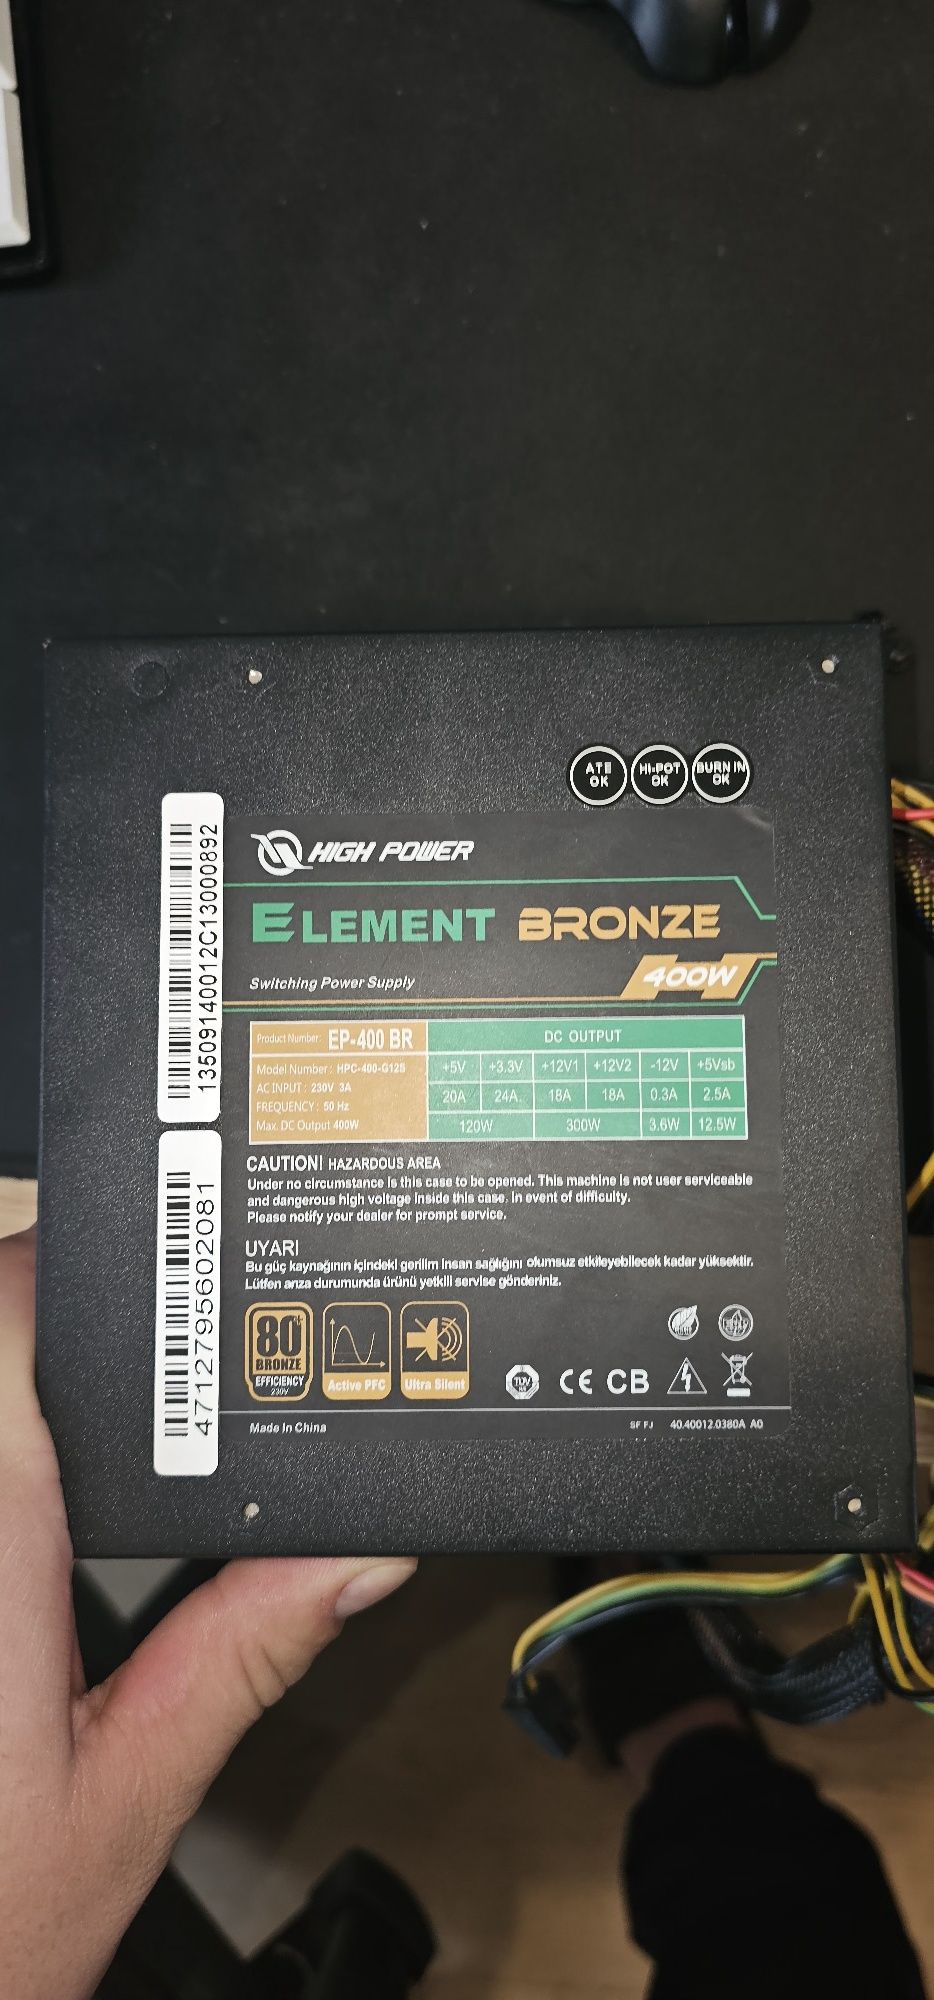 ATE OK
HI-POT OK
BURN IN OK
HIGH POWER
ELEMENT BRONZE
400W
Switching Power Supply
Product Number: EP-400 BR
Model Number : HPC-400-G12S
AC INPUT : 230V 3A
FREQUENCY : 50 Hz
Max. DC Output 400W
DC OUTPUT
+5V +3.3V +12V1 +12V2 -12V +5Vsb
20A 24A 18A 18A 0.3A 2.5A
120W 300W 3.6W 12.5W
CAUTION! HAZARDOUS AREA
Under no circumstance is this case to be opened. This machine is not user serviceable
and dangerous high voltage inside this case. In event of difficulty.
Please notify your dealer for prompt service.
UYARI
Bu güç kaynağının içindeki gerilim insan sağlığını olumsuz etkileyebilecek kadar yüksektir.
Lütfen arıza durumunda ürünü yetkili servise gönderiniz.
80
BRONZE
EFFICIENCY
230V
Active PFC
Ultra Silent
TÜV
CE CB
Made In China
SF FJ 40.40012.0380A A0
13509140012C13000892
4712795602081